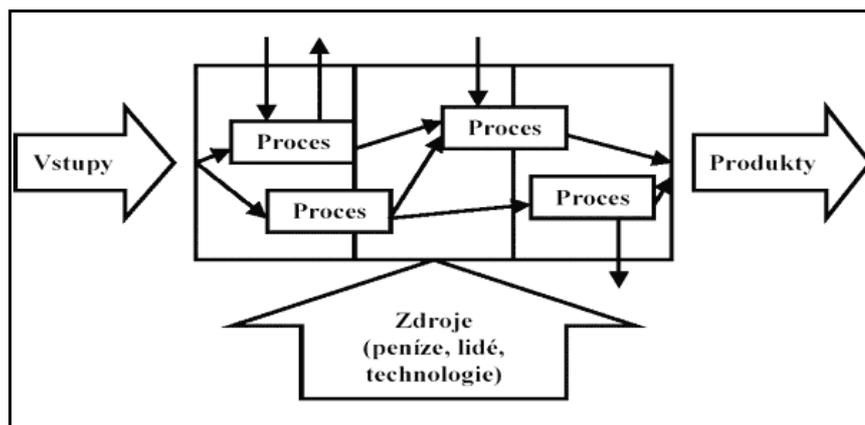 Vstupy
Proces
Proces
Proces
Proces
Produkty
Zdroje
(peníze, lidé,
technologie)